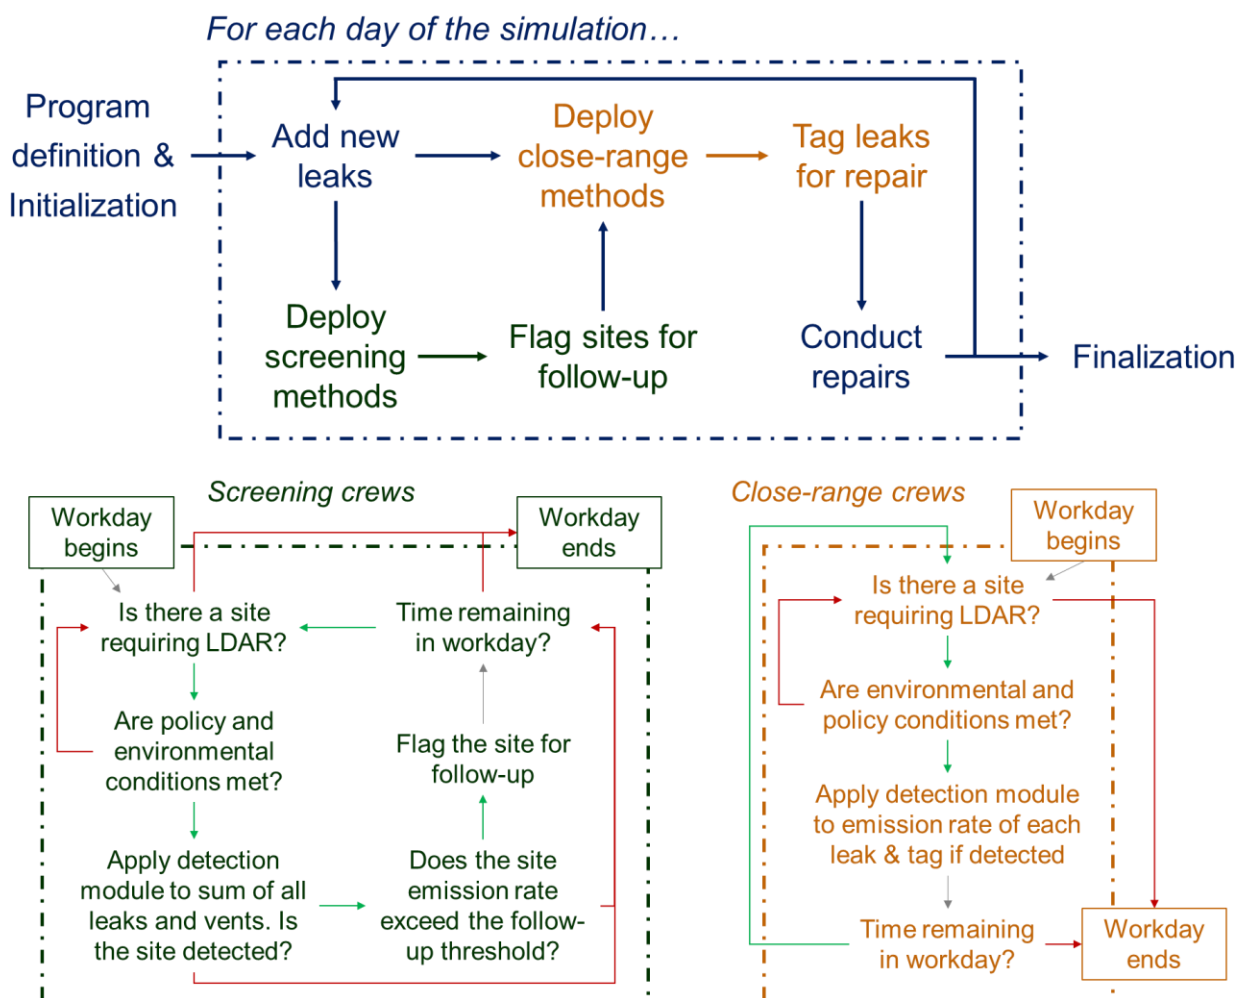 For each day of the simulation…
Program
definition &
Initialization
Add new
leaks
Deploy
close-range
methods
Tag leaks
for repair
Deploy
screening
methods
Flag sites for
follow-up
Conduct
repairs
Finalization
Screening crews
Workday
begins
Workday
ends
Is there a site
requiring LDAR?
Time remaining
in workday?
Are policy and
environmental
conditions met?
Flag the site for
follow-up
Apply detection
module to sum of all
leaks and vents. Is
the site detected?
Does the site
emission rate
exceed the follow-
up threshold?
Close-range crews
Workday
begins
Is there a site
requiring LDAR?
Are environmental and
policy conditions met?
Apply detection module
to emission rate of each
leak & tag if detected
Time remaining
in workday?
Workday
ends